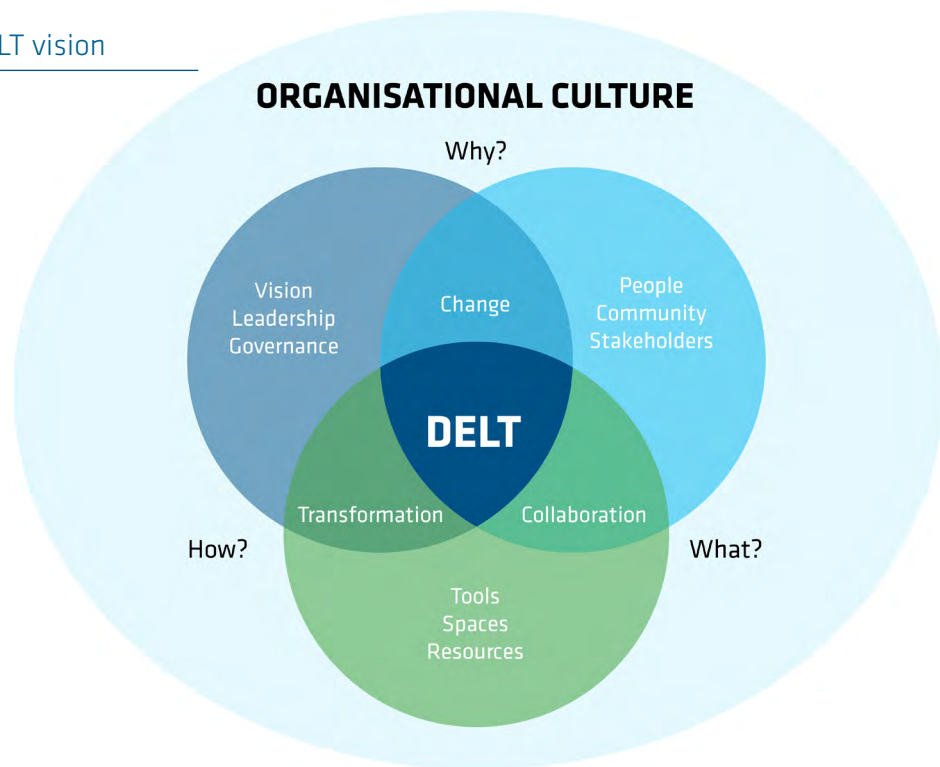 LT vision
ORGANISATIONAL CULTURE
Why?
Vision
Leadership
Governance
Change
People
Community
Stakeholders
DELT
Transformation
Collaboration
How?
What?
Tools
Spaces
Resources